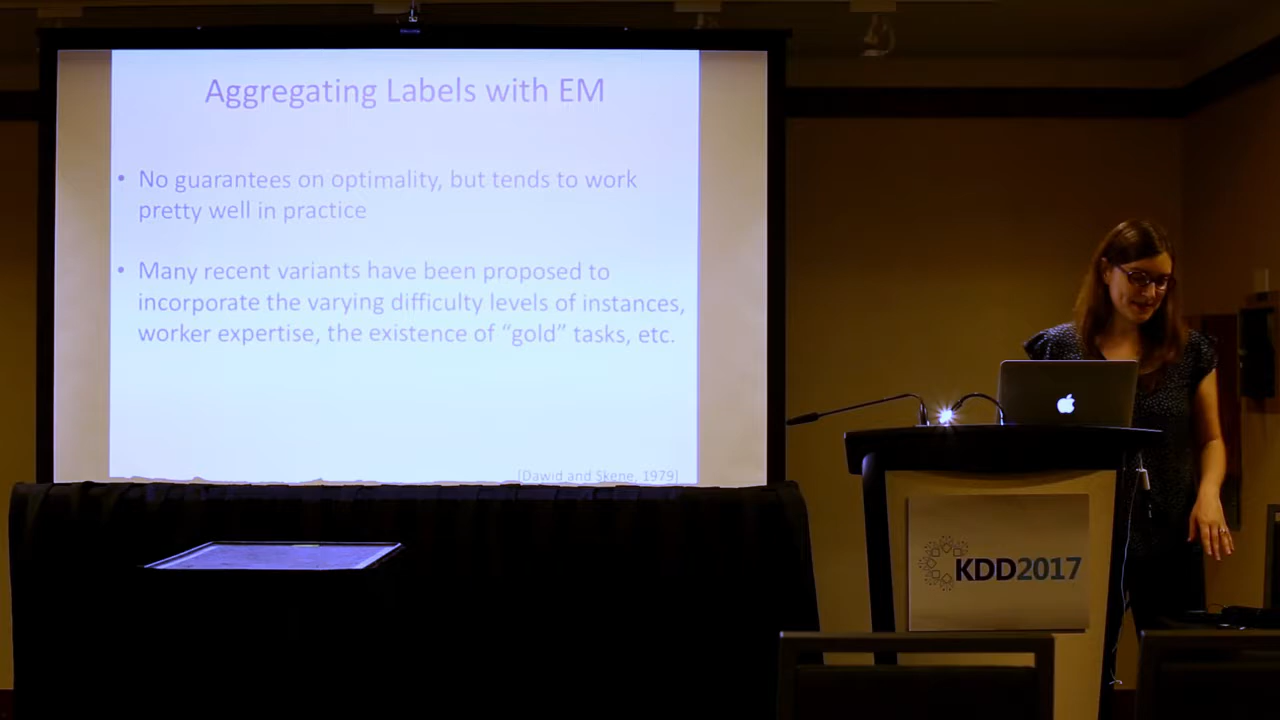 Aggregating Labels with EM
• No guarantees on optimality, but tends to work
pretty well in practice
• Many recent variants have been proposed to
incorporate the varying difficulty levels of instances,
worker expertise, the existence of “gold” tasks, etc.
[Dawid and Skene, 1979]
KDD2017